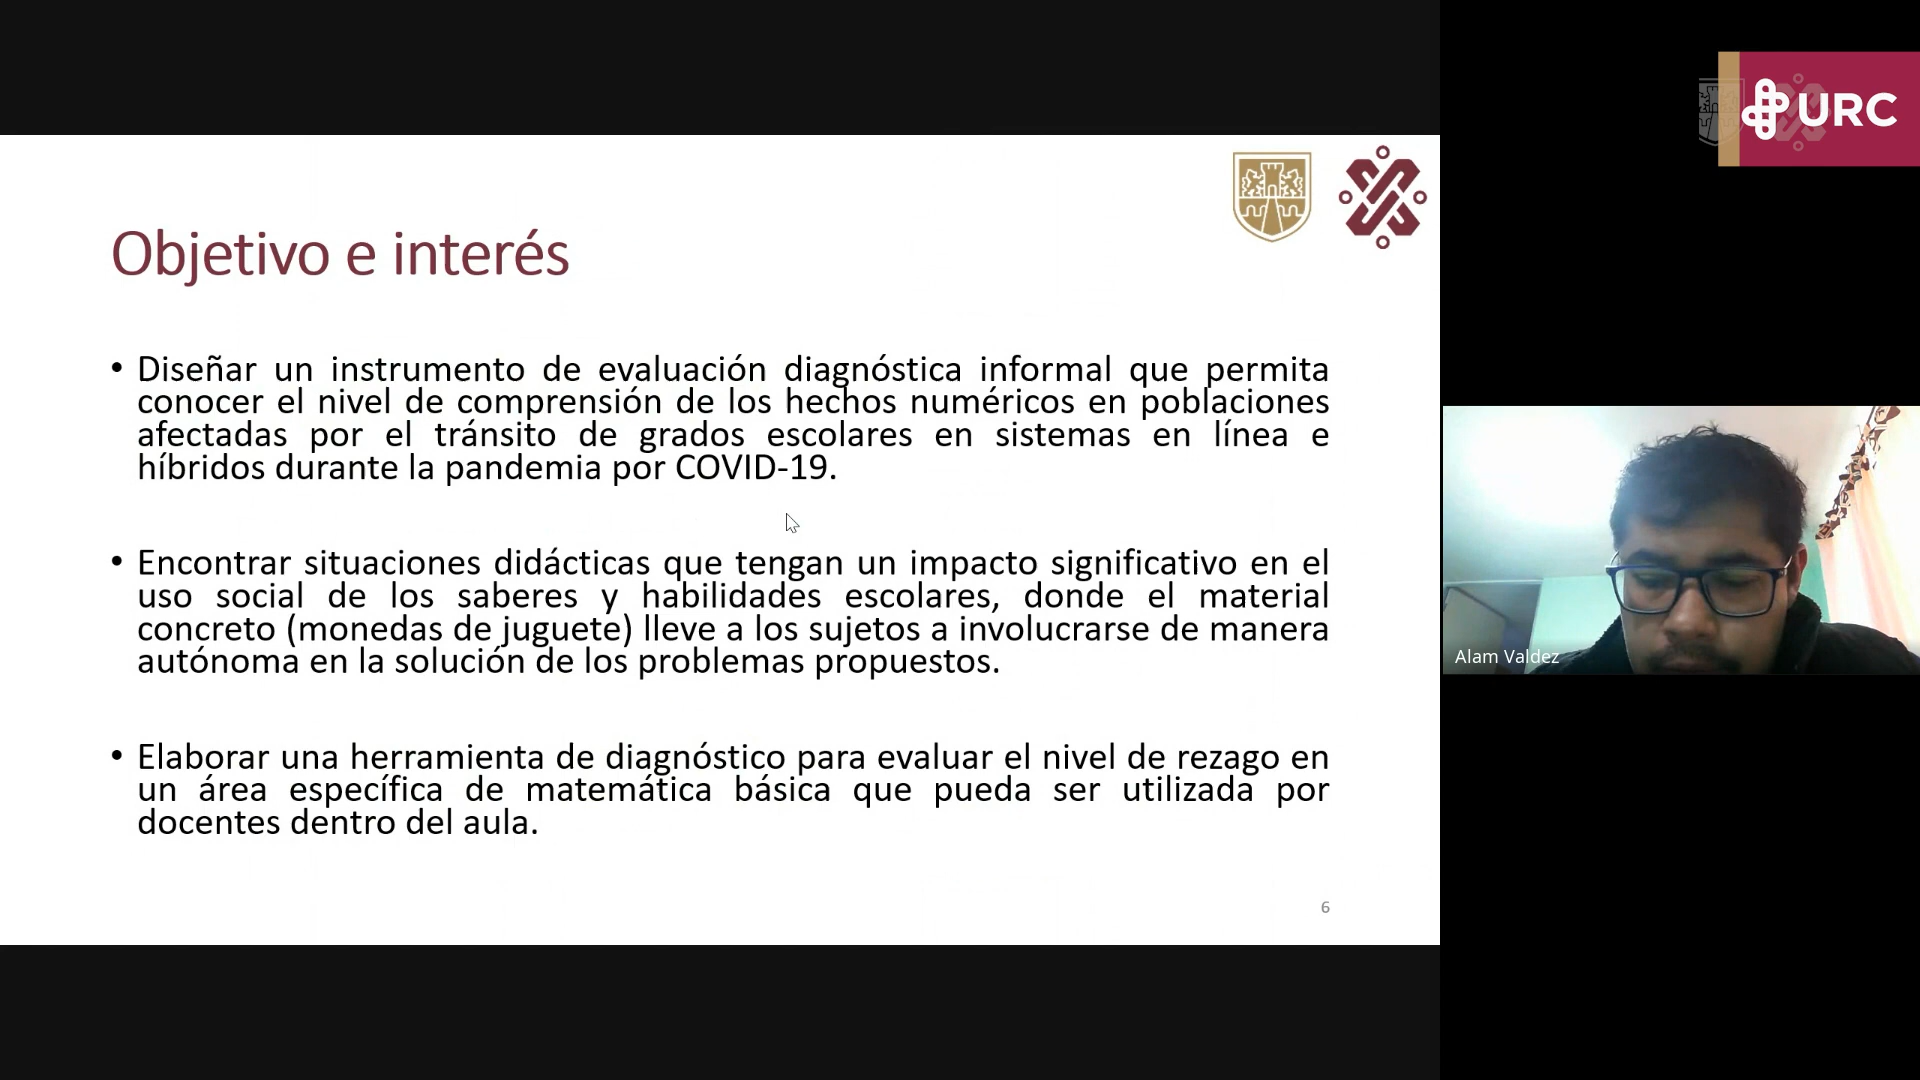 URC
Objetivo e interés
• Diseñar un instrumento de evaluación diagnóstica informal que permita
conocer el nivel de comprensión de los hechos numéricos en poblaciones
afectadas por el tránsito de grados escolares en sistemas en línea e
híbridos durante la pandemia por COVID-19.
• Encontrar situaciones didácticas que tengan un impacto significativo en el
uso social de los saberes y habilidades escolares, donde el material
concreto (monedas de juguete) lleve a los sujetos a involucrarse de manera
autónoma en la solución de los problemas propuestos.
• Elaborar una herramienta de diagnóstico para evaluar el nivel de rezago en
un área específica de matemática básica que pueda ser utilizada por
docentes dentro del aula.
6
Alam Valdez